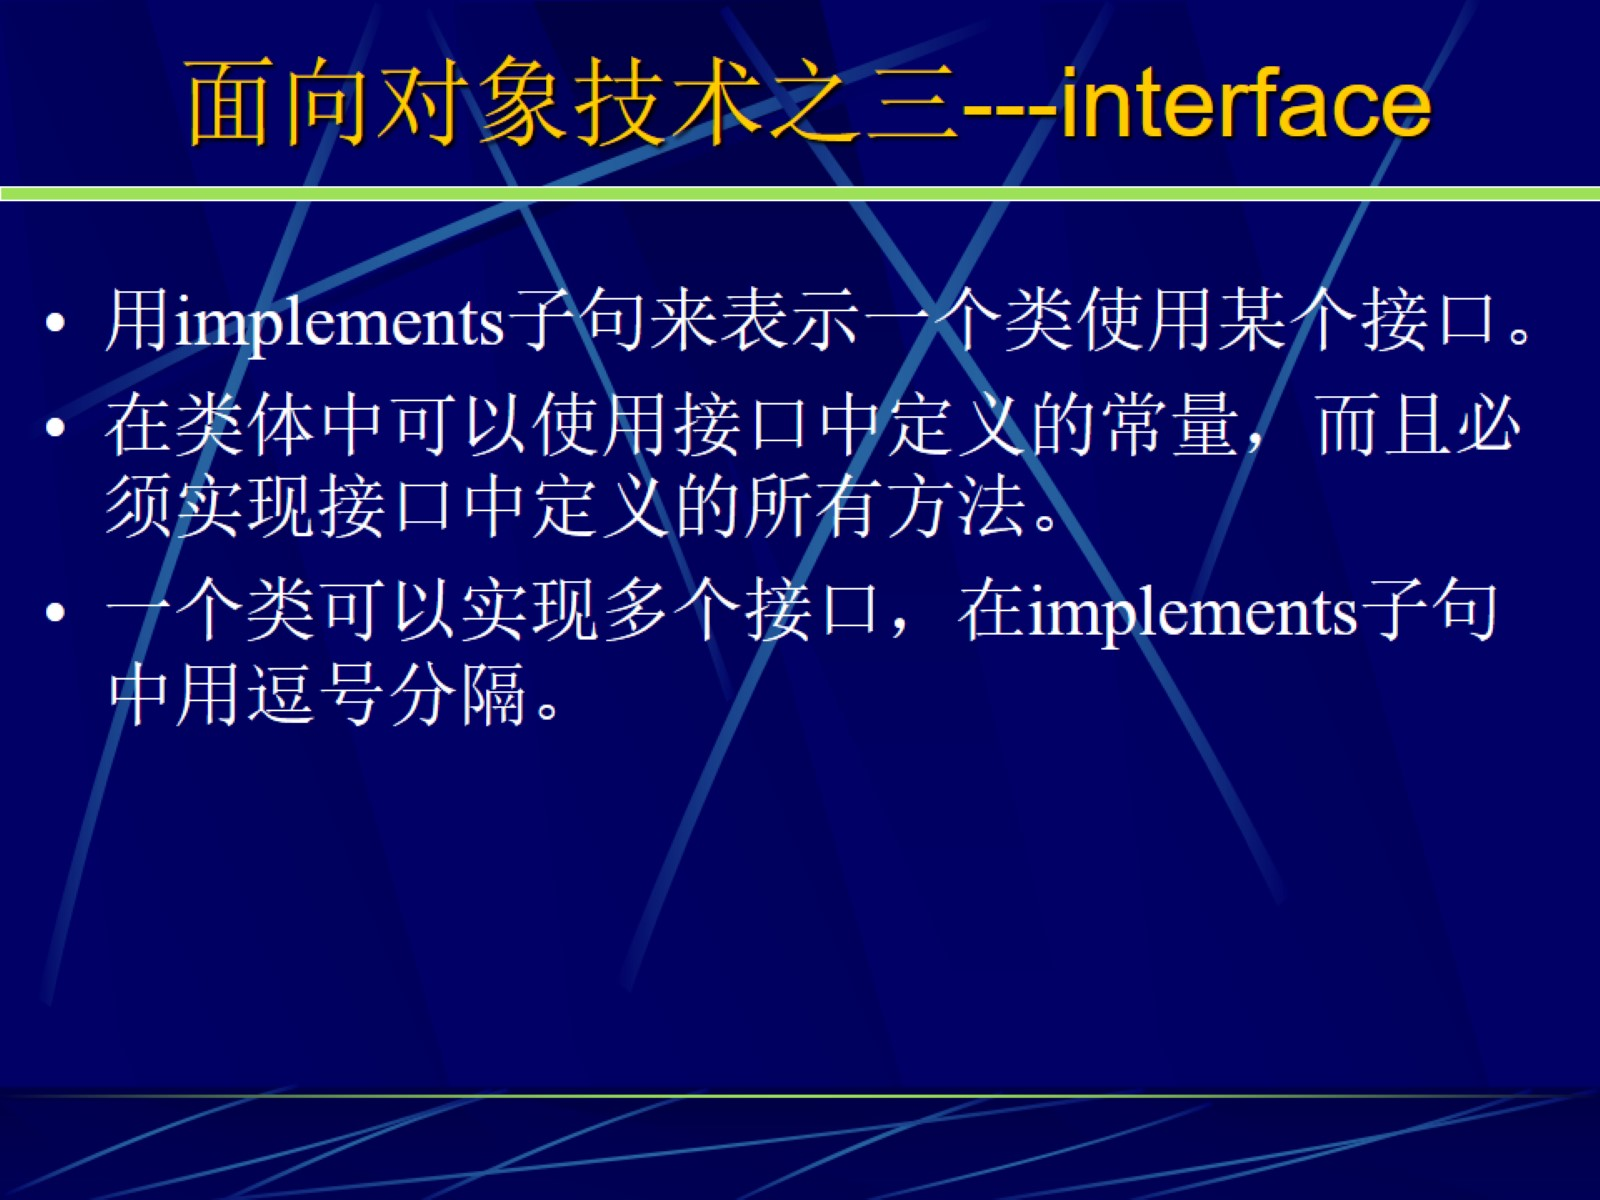 面向对象技术之三---interface
• 用implements子句来表示一个类使用某个接口。
• 在类体中可以使用接口中定义的常量，而且必
须实现接口中定义的所有方法。
• 一个类可以实现多个接口，在implements子句
中用逗号分隔。